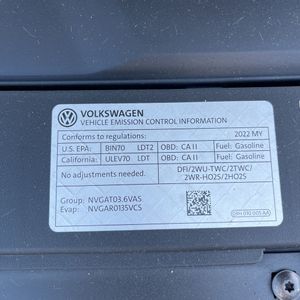 VOLKSWAGEN
VEHICLE EMISSION CONTROL INFORMATION
Conforms to regulations: 2022 MY
U.S. EPA: BIN70 LDT2 OBD: CA II Fuel: Gasoline
California: ULEV70 LDT OBD: CA II Fuel: Gasoline
No adjustments needed. DFI/2WU-TWC/2TWC/
2WR-HO2S/2HO2S
Group: NVGAT03.6VAS
Evap: NVGAR0135VCS